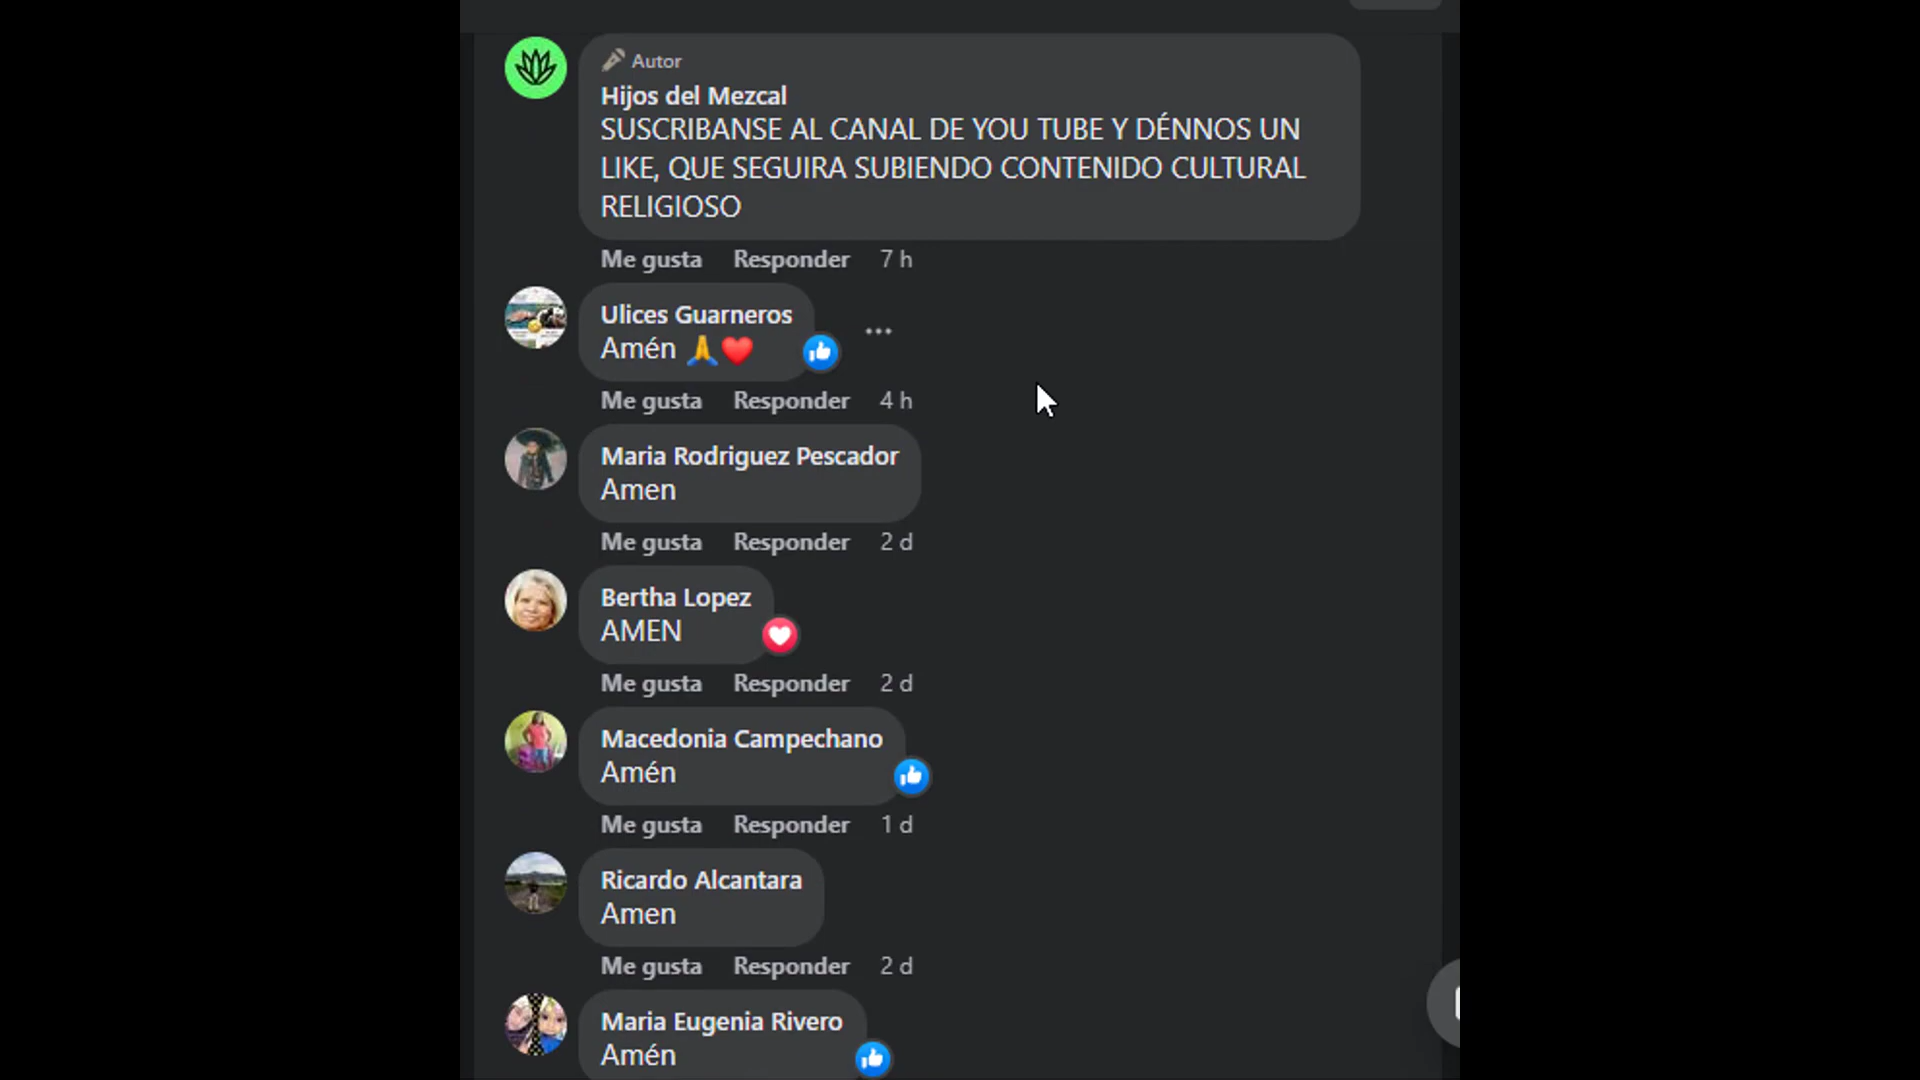 Autor
Hijos del Mezcal
SUSCRIBANSE AL CANAL DE YOU TUBE Y DÉNNOS UN
LIKE, QUE SEGUIRA SUBIENDO CONTENIDO CULTURAL
RELIGIOSO
Me gusta Responder 7 h
Ulices Guarneros
Amén 🙏❤️
Me gusta Responder 4 h
Maria Rodriguez Pescador
Amen
Me gusta Responder 2 d
Bertha Lopez
AMEN
Me gusta Responder 2 d
Macedonia Campechano
Amén
Me gusta Responder 1 d
Ricardo Alcantara
Amen
Me gusta Responder 2 d
Maria Eugenia Rivero
Amén